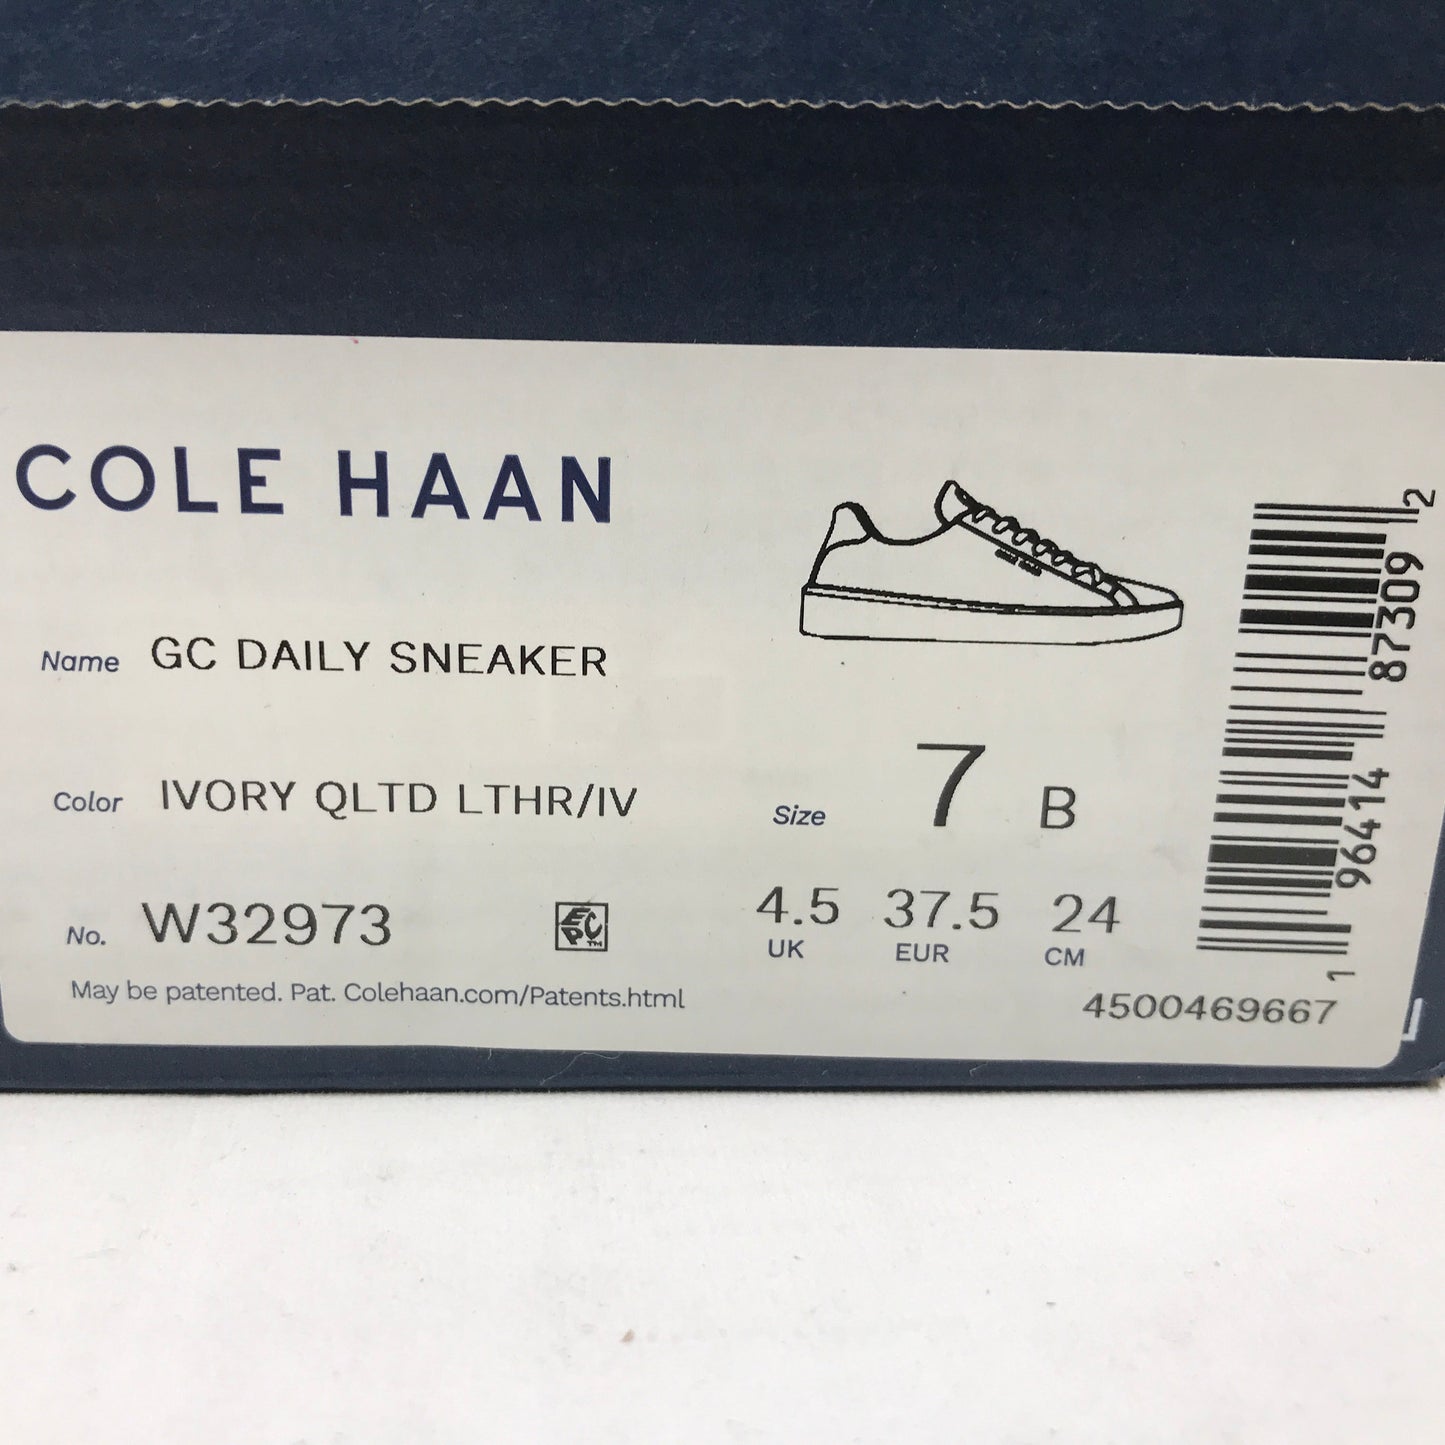 COLE HAAN
Name GC DAILY SNEAKER
Color IVORY QLTD LTHR/IV
No. W32973
EPC™
May be patented. Pat. Colehaan.com/Patents.html
Size 7 B
4.5 37.5 24
UK EUR CM
4500469667
1 96414 87309 2